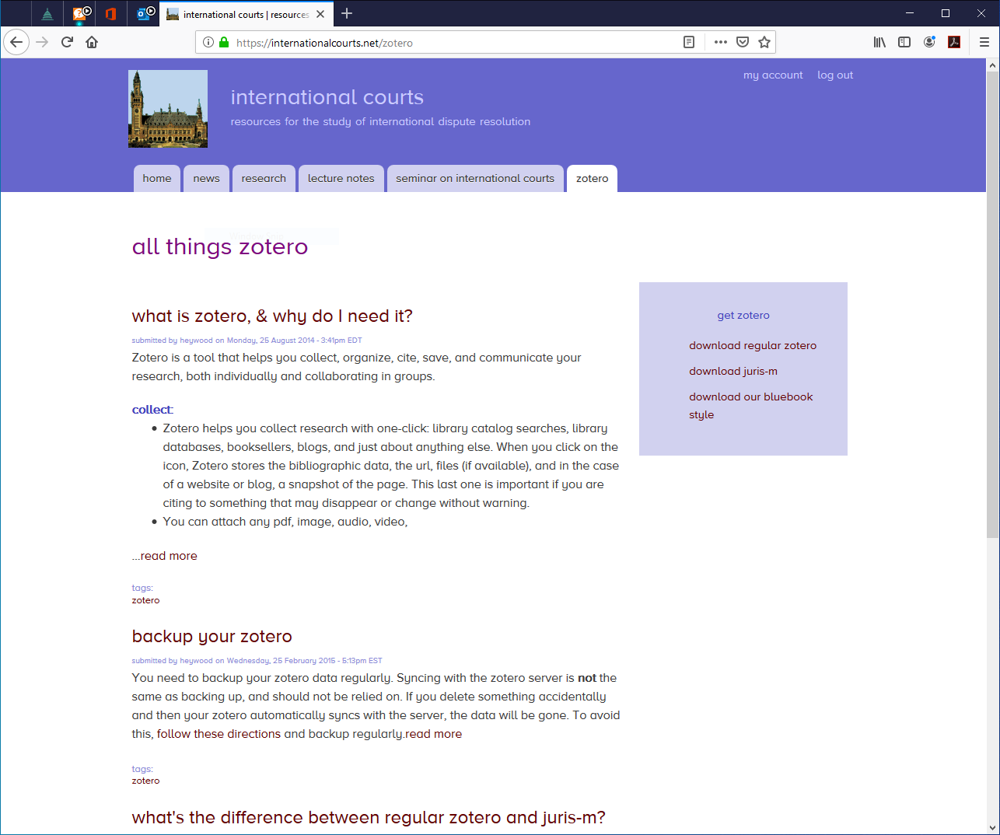 international courts | resources
https://internationalcourts.net/zotero
my account log out
international courts
resources for the study of international dispute resolution
home news research lecture notes seminar on international courts zotero
all things zotero
what is zotero, & why do I need it?
submitted by heywood on Monday, 25 August 2014 - 3:41pm EDT
Zotero is a tool that helps you collect, organize, cite, save, and communicate your
research, both individually and collaborating in groups.
collect:
• Zotero helps you collect research with one-click: library catalog searches, library
databases, booksellers, blogs, and just about anything else. When you click on the
icon, Zotero stores the bibliographic data, the url, files (if available), and in the case
of a website or blog, a snapshot of the page. This last one is important if you are
citing to something that may disappear or change without warning.
• You can attach any pdf, image, audio, video,
...read more
tags:
zotero
backup your zotero
submitted by heywood on Wednesday, 25 February 2015 - 5:13pm EST
You need to backup your zotero data regularly. Syncing with the zotero server is not the
same as backing up, and should not be relied on. If you delete something accidentally
and then your zotero automatically syncs with the server, the data will be gone. To avoid
this, follow these directions and backup regularly.read more
tags:
zotero
what's the difference between regular zotero and juris-m?
get zotero
download regular zotero
download juris-m
download our bluebook
style